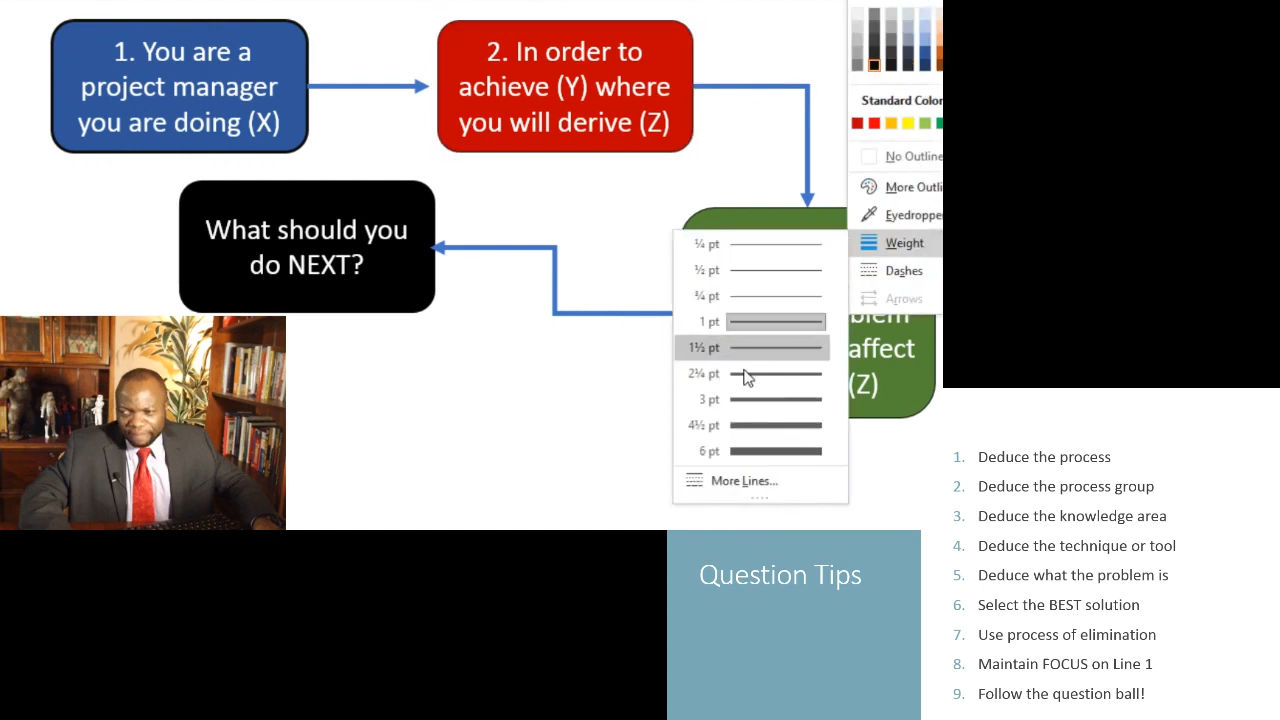 1. You are a
project manager
you are doing (X)
2. In order to
achieve (Y) where
you will derive (Z)
What should you
do NEXT?
affect
(Z)
Standard Color
No Outline
More Outli
Eyedroppe
Weight
Dashes
Arrows
¼ pt
½ pt
¾ pt
1 pt
1½ pt
2¼ pt
3 pt
4½ pt
6 pt
More Lines...
Question Tips
1. Deduce the process
2. Deduce the process group
3. Deduce the knowledge area
4. Deduce the technique or tool
5. Deduce what the problem is
6. Select the BEST solution
7. Use process of elimination
8. Maintain FOCUS on Line 1
9. Follow the question ball!